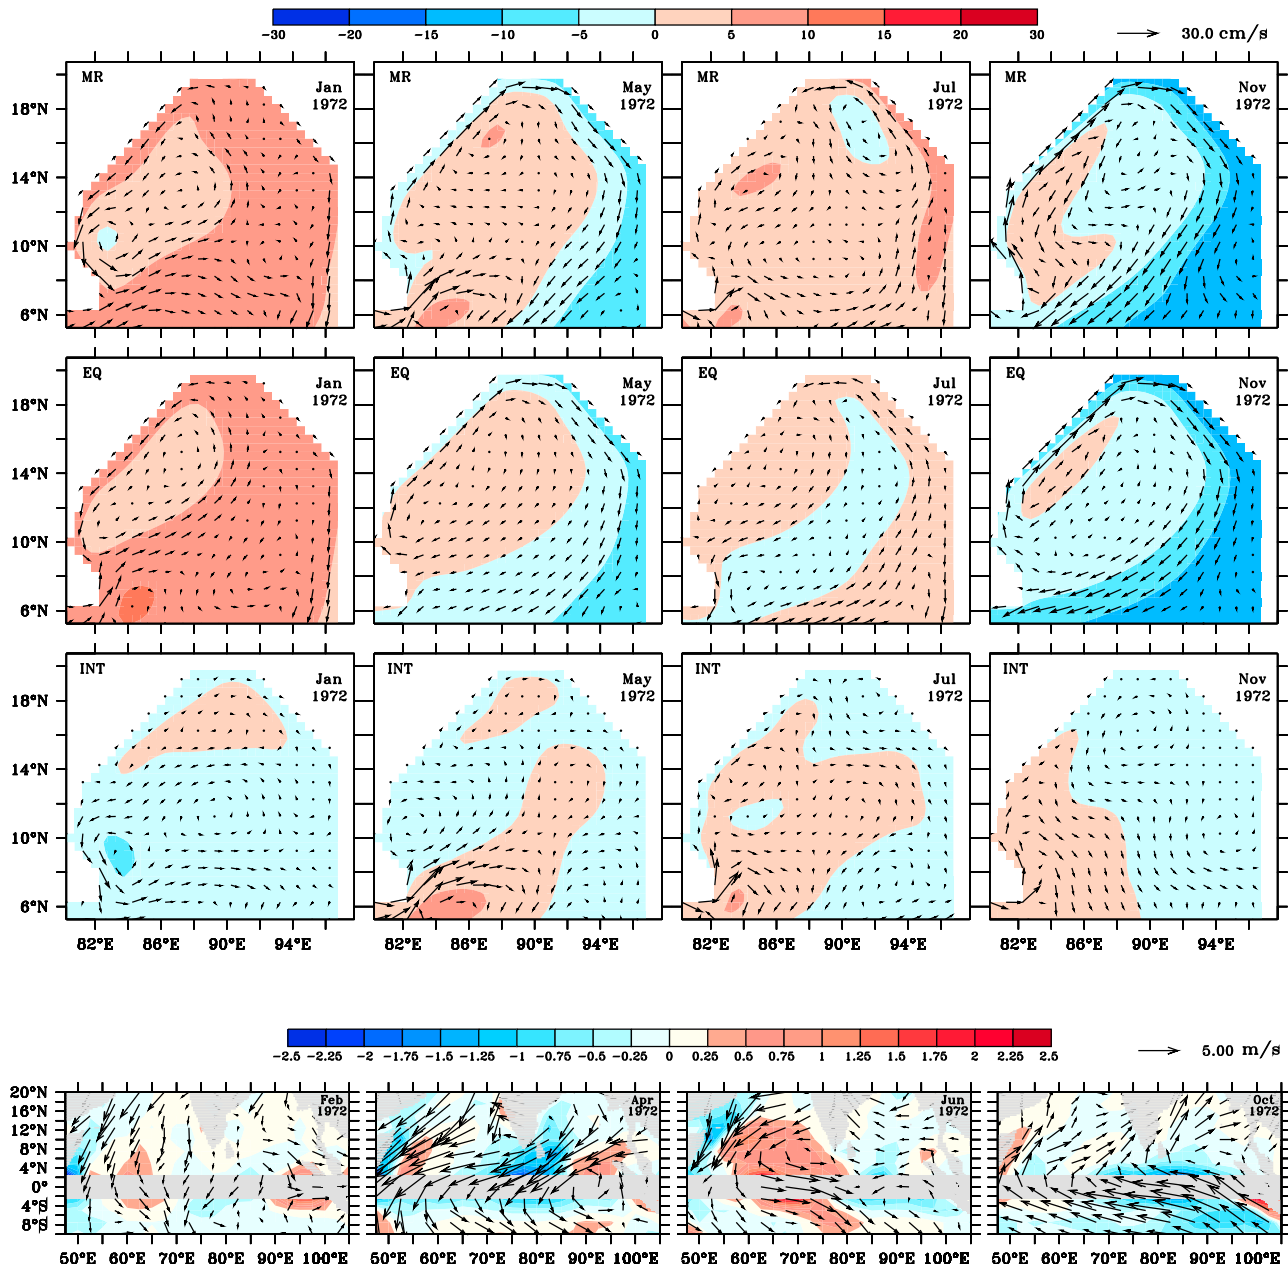 -30 -20 -15 -10 -5 0 5 10 15 20 30
30.0 cm/s
MR Jan 1972
MR May 1972
MR Jul 1972
MR Nov 1972
18°N
14°N
10°N
6°N
EQ Jan 1972
EQ May 1972
EQ Jul 1972
EQ Nov 1972
18°N
14°N
10°N
6°N
INT Jan 1972
INT May 1972
INT Jul 1972
INT Nov 1972
18°N
14°N
10°N
6°N
82°E 86°E 90°E 94°E 82°E 86°E 90°E 94°E 82°E 86°E 90°E 94°E 82°E 86°E 90°E 94°E
-2.5 -2.25 -2 -1.75 -1.5 -1.25 -1 -0.75 -0.5 -0.25 0 0.25 0.5 0.75 1 1.25 1.5 1.75 2 2.25 2.5
5.00 m/s
Feb 1972
Apr 1972
Jun 1972
Oct 1972
20°N
16°N
12°N
8°N
4°N
0°
4°S
8°S
50°E 60°E 70°E 80°E 90°E 100°E 50°E 60°E 70°E 80°E 90°E 100°E 50°E 60°E 70°E 80°E 90°E 100°E 50°E 60°E 70°E 80°E 90°E 100°E